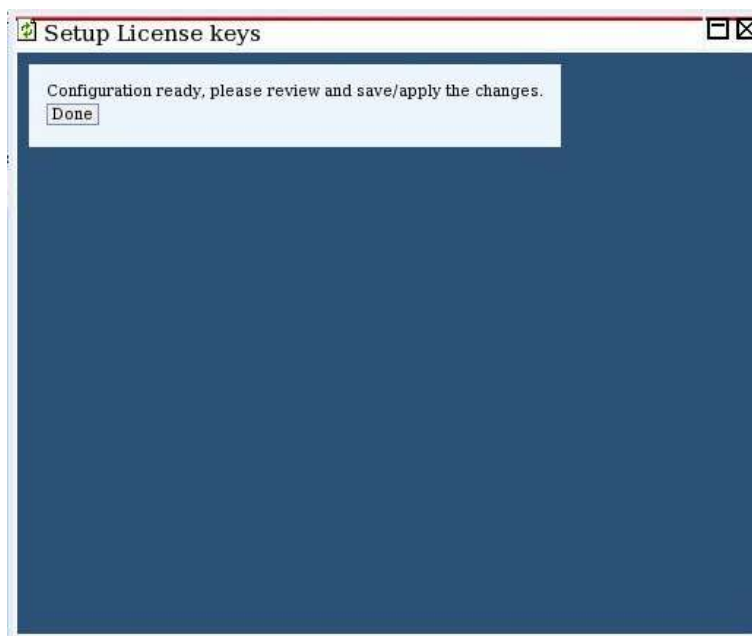 Setup License keys
Configuration ready, please review and save/apply the changes.
Done